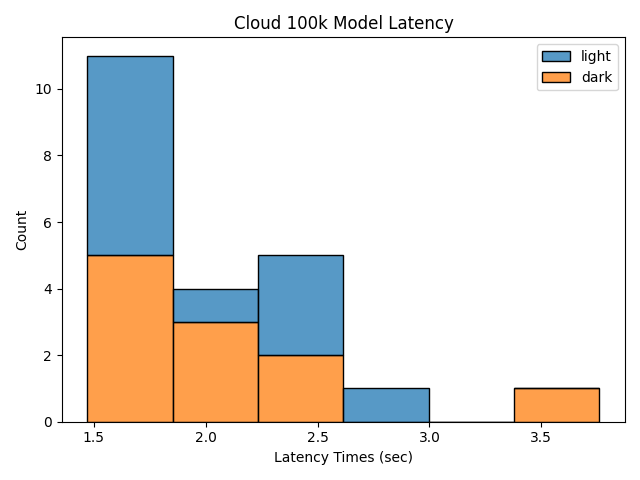 Cloud 100k Model Latency
light
dark
10
8
6
4
2
0
Count
1.5 2.0 2.5 3.0 3.5
Latency Times (sec)